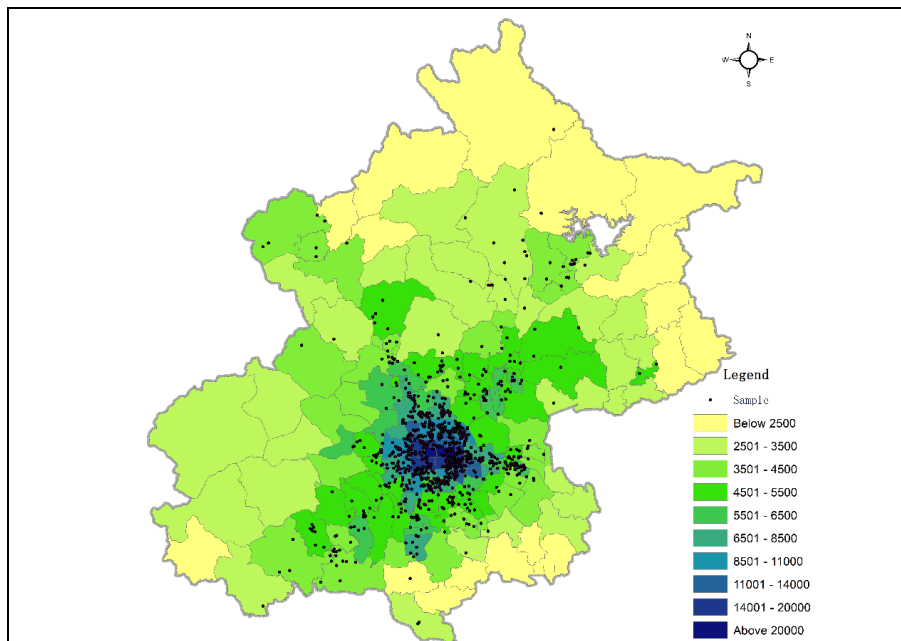 N
W E
S
Legend
Sample
Below 2500
2501 - 3500
3501 - 4500
4501 - 5500
5501 - 6500
6501 - 8500
8501 - 11000
11001 - 14000
14001 - 20000
Above 20000